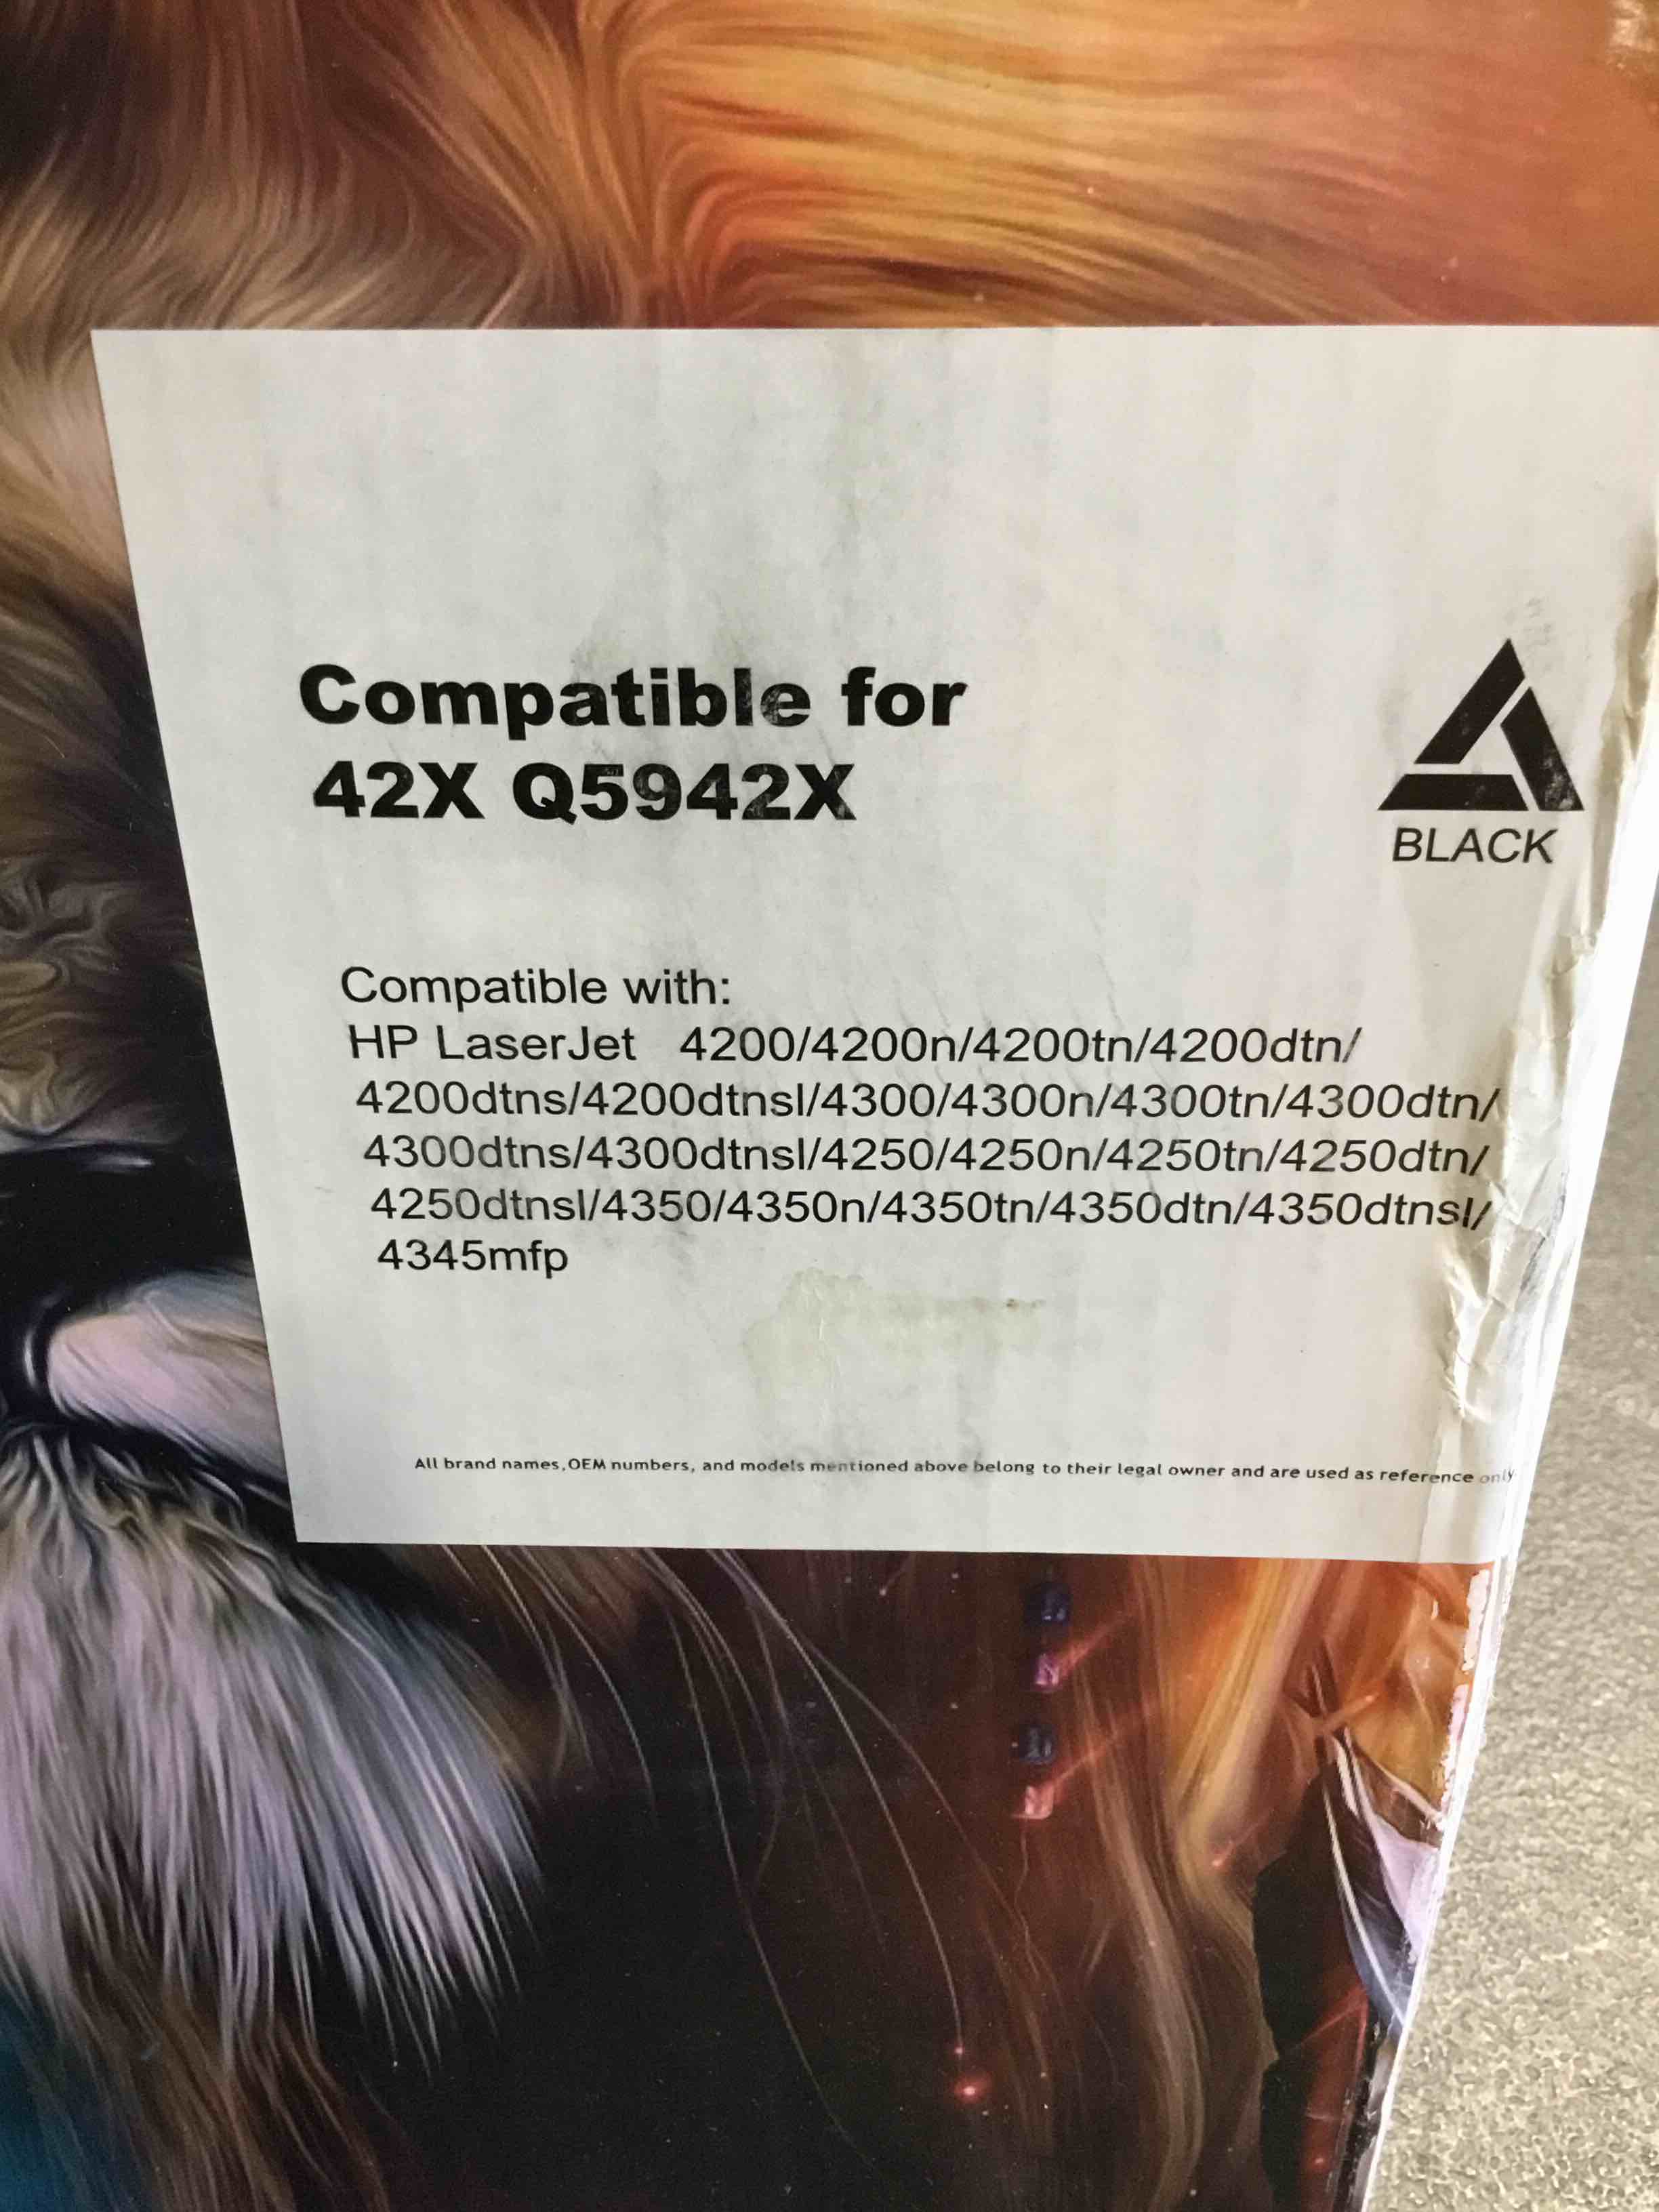 Compatible for
42X Q5942X
BLACK
Compatible with:
HP LaserJet 4200/4200n/4200tn/4200dtn/
4200dtns/4200dtnsl/4300/4300n/4300tn/4300dtn/
4300dtns/4300dtnsl/4250/4250n/4250tn/4250dtn/
4250dtnsl/4350/4350n/4350tn/4350dtn/4350dtnsl/
4345mfp
All brand names,OEM numbers, and models mentioned above belong to their legal owner and are used as reference only